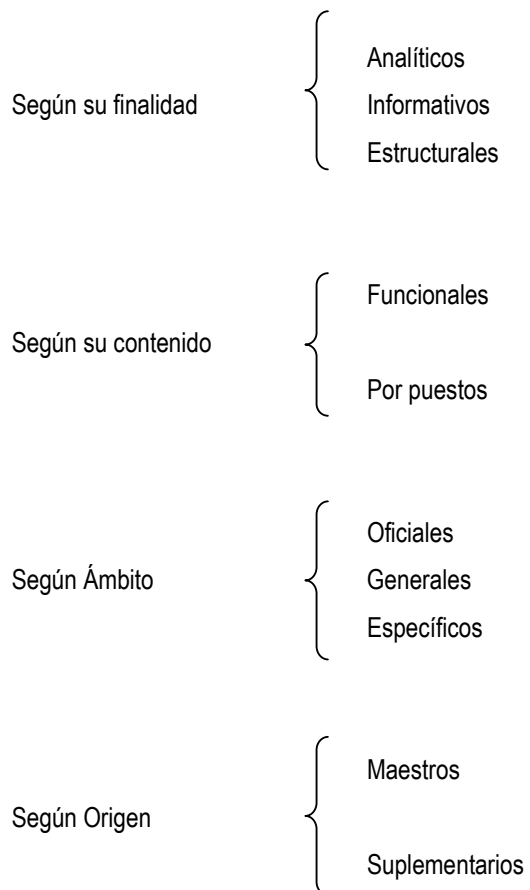 Analíticos
Según su finalidad
Informativos
Estructurales
Funcionales
Según su contenido
Por puestos
Oficiales
Según Ámbito
Generales
Específicos
Maestros
Según Origen
Suplementarios